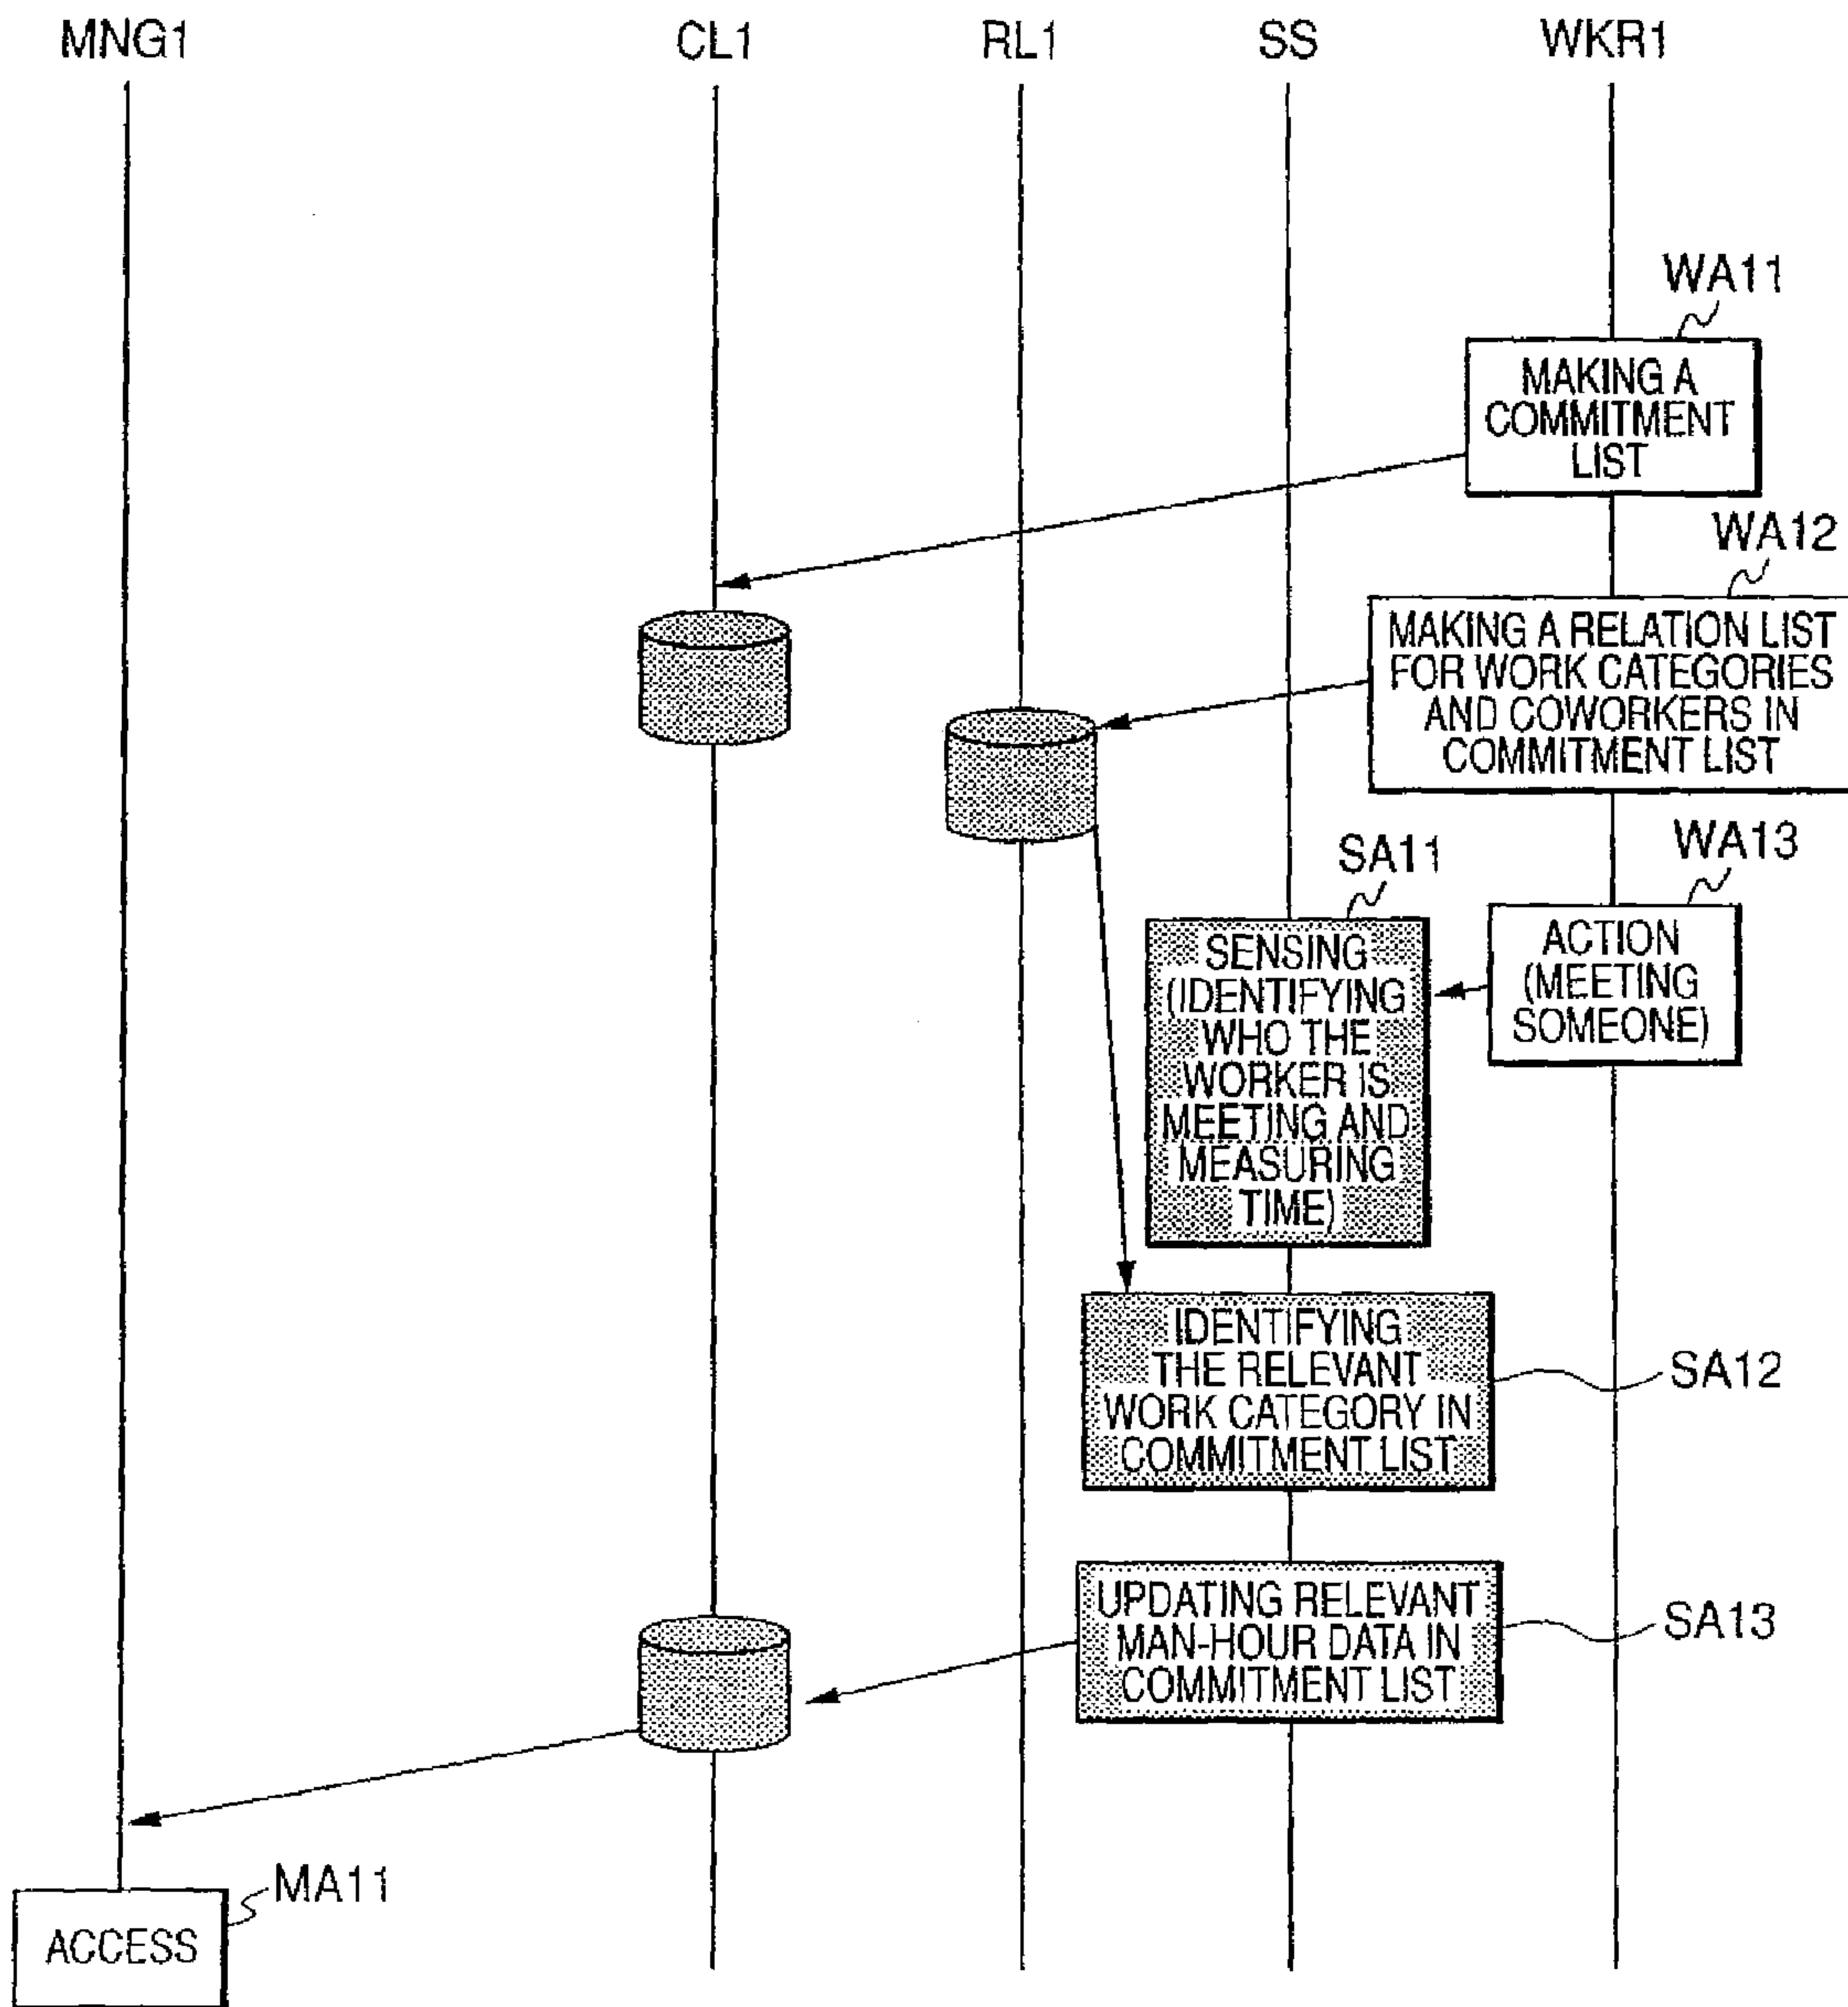 MNG1 CL1 RL1 SS WKR1
WA11
MAKING A
COMMITMENT
LIST
WA12
MAKING A RELATION LIST
FOR WORK CATEGORIES
AND COWORKERS IN
COMMITMENT LIST
WA13
ACTION
(MEETING
SOMEONE)
SA11
SENSING
(IDENTIFYING
WHO THE
WORKER IS
MEETING AND
MEASURING
TIME)
IDENTIFYING
THE RELEVANT
WORK CATEGORY IN
COMMITMENT LIST
SA12
UPDATING RELEVANT
MAN-HOUR DATA IN
COMMITMENT LIST
SA13
MA11
ACCESS